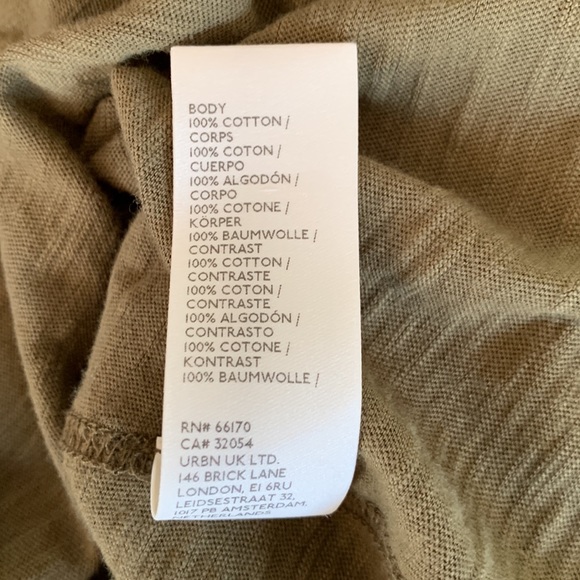 BODY
100% COTTON /
CORPS
100% COTON /
CUERPO
100% ALGODÓN /
CORPO
100% COTONE /
KÖRPER
100% BAUMWOLLE /
CONTRAST
100% COTTON /
CONTRASTE
100% COTON /
CONTRASTE
100% ALGODÓN /
CONTRASTO
100% COTONE /
KONTRAST
100% BAUMWOLLE /
RN# 66170
CA# 32054
URBN UK LTD.
146 BRICK LANE
LONDON, E1 6RU
LEIDSESTRAAT 32,
1017 PB AMSTERDAM,
NETHERLANDS